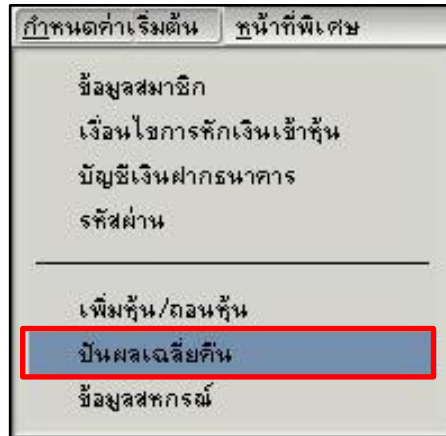 กำหนดค่าเริ่มต้น หน้าที่พิเศษ
ข้อมูลสมาชิก
เงื่อนไขการหักเงินเข้าหุ้น
บัญชีเงินฝากธนาคาร
รหัสผ่าน
เพิ่มหุ้น/ถอนหุ้น
ปันผลเฉลี่ยคืน
ข้อมูลสหกรณ์